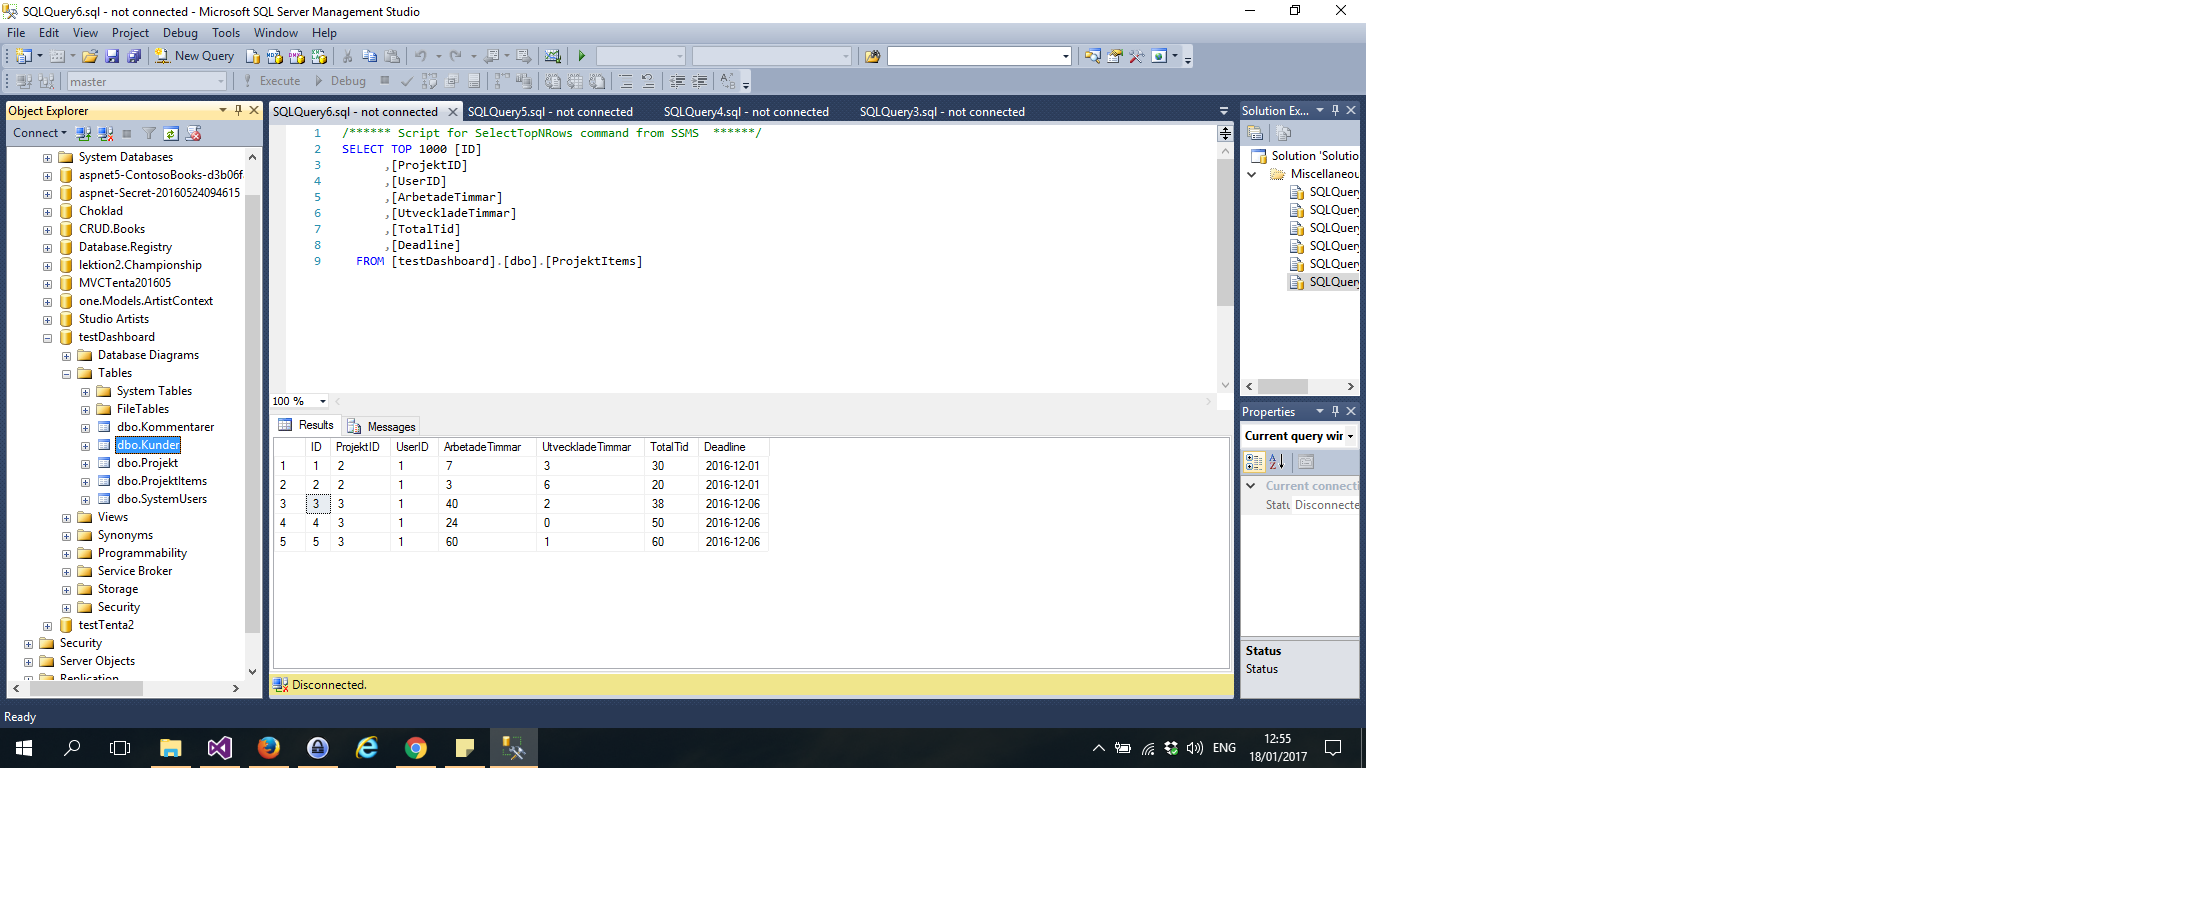 SQLQuery6.sql - not connected - Microsoft SQL Server Management Studio
File Edit View Project Debug Tools Window Help
New Query
master Execute Debug
Object Explorer
Connect
System Databases
aspnet5-ContosoBooks-d3b06f
aspnet-Secret-20160524094615
Choklad
CRUD.Books
Database.Registry
lektion2.Championship
MVCTenta201605
one.Models.ArtistContext
Studio Artists
testDashboard
Database Diagrams
Tables
System Tables
FileTables
dbo.Kommentarer
dbo.Kunder
dbo.Projekt
dbo.ProjektItems
dbo.SystemUsers
Views
Synonyms
Programmability
Service Broker
Storage
Security
testTenta2
Security
Server Objects
Replication
SQLQuery6.sql - not connected SQLQuery5.sql - not connected SQLQuery4.sql - not connected SQLQuery3.sql - not connected
1 /****** Script for SelectTopNRows command from SSMS ******/
2 SELECT TOP 1000 [ID]
3 ,[ProjektID]
4 ,[UserID]
5 ,[ArbetadeTimmar]
6 ,[UtveckladeTimmar]
7 ,[TotalTid]
8 ,[Deadline]
9 FROM [testDashboard].[dbo].[ProjektItems]
100 %
Results Messages
ID ProjektID UserID ArbetadeTimmar UtveckladeTimmar TotalTid Deadline
1 1 2 1 7 3 30 2016-12-01
2 2 2 1 3 6 20 2016-12-01
3 3 3 1 40 2 38 2016-12-06
4 4 3 1 24 0 50 2016-12-06
5 5 3 1 60 1 60 2016-12-06
Disconnected.
Solution Ex...
Solution 'Solutio
Miscellaneou
SQLQuery
SQLQuery
SQLQuery
SQLQuery
SQLQuery
SQLQuery
Properties
Current query wir
Current connecti
Statu Disconnecte
Status
Status
Ready
ENG
12:55
18/01/2017